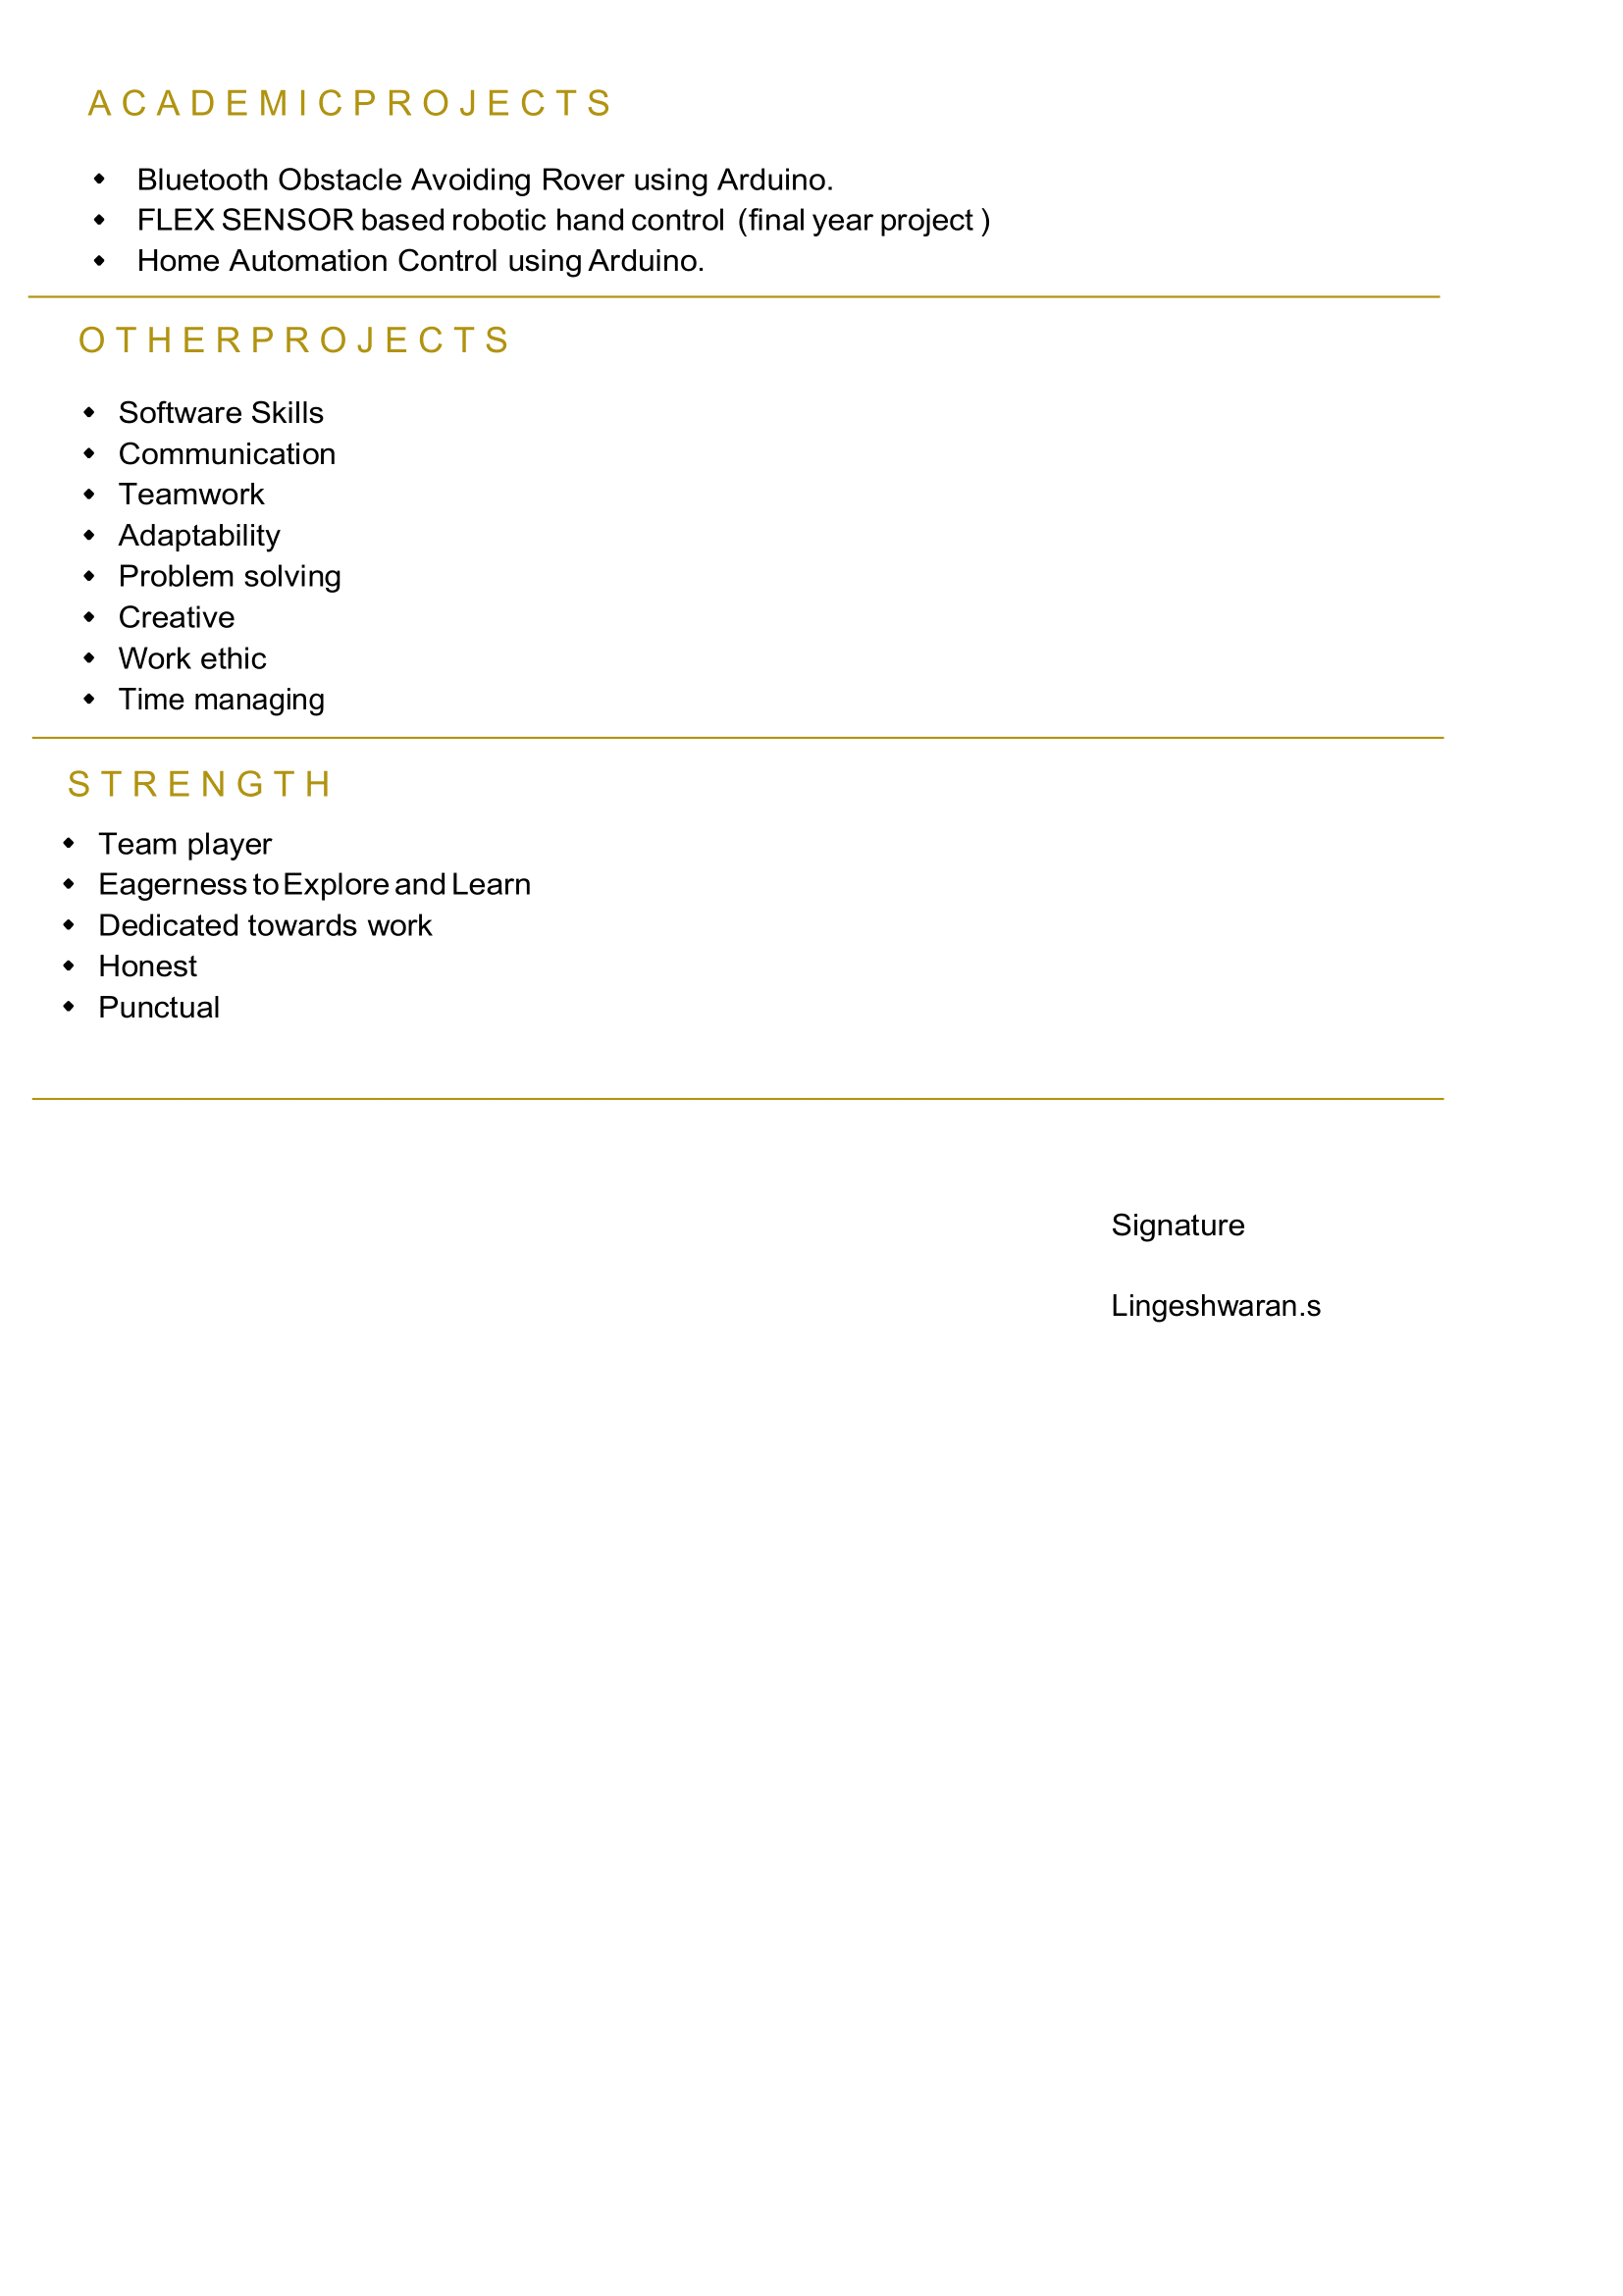 ACADEMICPROJECTS
• Bluetooth Obstacle Avoiding Rover using Arduino.
• FLEX SENSOR based robotic hand control (final year project )
• Home Automation Control using Arduino.
OTHERPROJECTS
• Software Skills
• Communication
• Teamwork
• Adaptability
• Problem solving
• Creative
• Work ethic
• Time managing
STRENGTH
• Team player
• Eagerness to Explore and Learn
• Dedicated towards work
• Honest
• Punctual
Signature
Lingeshwaran.s